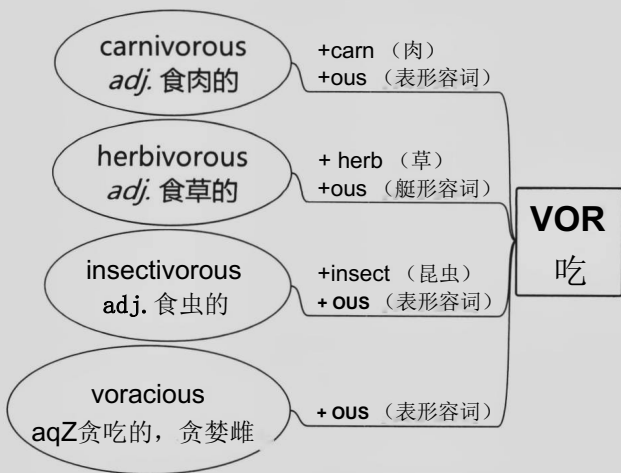 carnivorous
adj. 食肉的
+carn （肉）
+ous （表形容词）
herbivorous
adj. 食草的
+ herb （草）
+ous （艇形容词）
VOR
吃
insectivorous
adj. 食虫的
+insect （昆虫）
+ ous （表形容词）
voracious
aqZ贪吃的，贪婪雌
+ ous （表形容词）